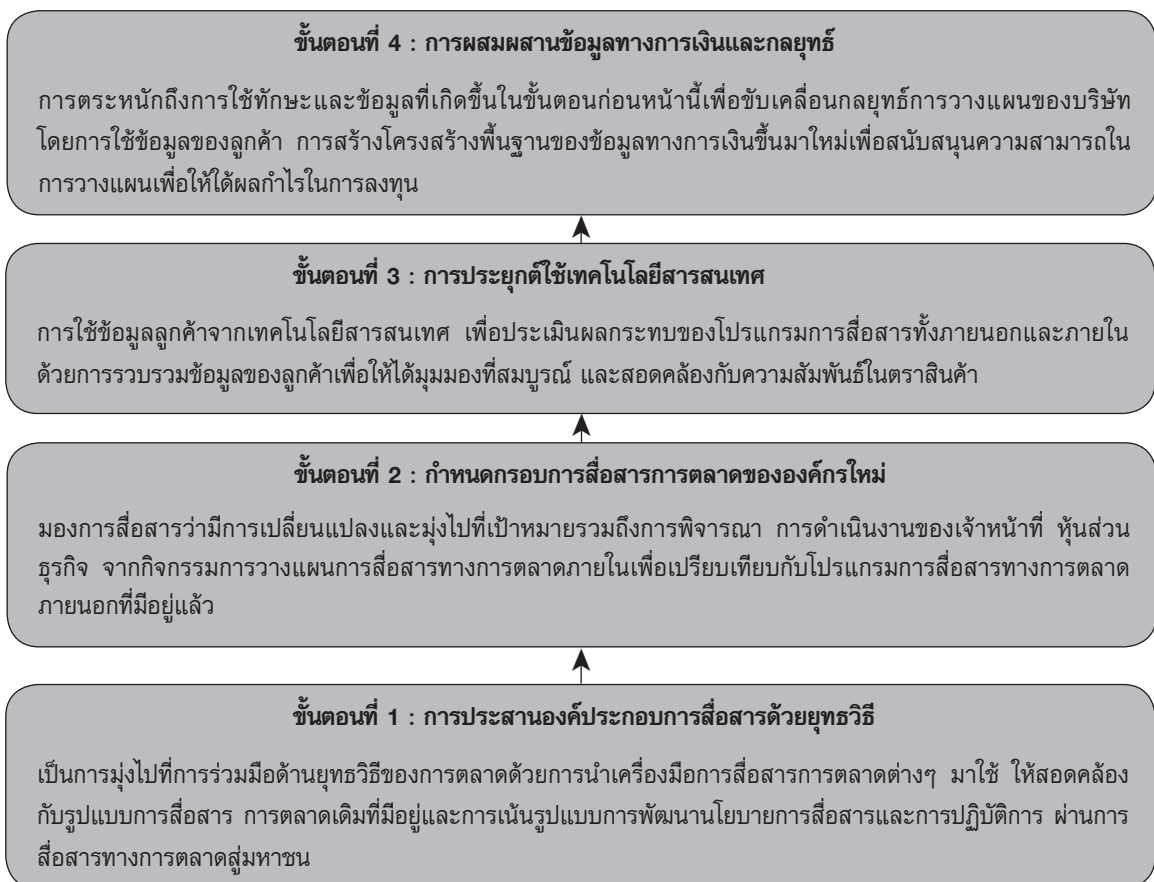 ขั้นตอนที่ 4 : การผสมผสานข้อมูลทางการเงินและกลยุทธ์
การตระหนักถึงการใช้ทักษะและข้อมูลที่เกิดขึ้นในขั้นตอนก่อนหน้านี้เพื่อขับเคลื่อนกลยุทธ์การวางแผนของบริษัท
โดยการใช้ข้อมูลของลูกค้า การสร้างโครงสร้างพื้นฐานของข้อมูลทางการเงินขึ้นมาใหม่เพื่อสนับสนุนความสามารถใน
การวางแผนเพื่อให้ใด้ผลกำไรในการลงทุน
ขั้นตอนที่ 3 : การประยุกต์ใช้เทคโนโลยีสารสนเทศ
การใช้ข้อมูลลูกค้าจากเทคโนโลยีสารสนเทศ เพื่อประเมินผลกระทบของโปรแกรมการสื่อสารทั้งภายนอกและภายใน
ด้วยการรวบรวมข้อมูลของลูกค้าเพื่อให้ได้มุมมองที่สมบูรณ์ และสอดคล้องกับความสัมพันธ์ในตราสินค้า
ขั้นตอนที่ 2 : กำหนดกรอบการสื่อสารการตลาดขององค์กรใหม่
มองการสื่อสารว่ามีการเปลี่ยนแปลงและมุ่งไปที่เป้าหมายรวมถึงการพิจารณา การดำเนินงานของเจ้าหน้าที่ หุ้นส่วน
ธุรกิจ จากกิจกรรมการวางแผนการสื่อสารทางการตลาดภายในเพื่อเปรียบเทียบกับโปรแกรมการสื่อสารทางการตลาด
ภายนอกที่มีอยู่แล้ว
ขั้นตอนที่ 1 : การประสานองค์ประกอบการสื่อสารด้วยยุทธวิธี
เป็นการมุ่งไปที่การร่วมมือด้านยุทธวิธีของการตลาดด้วยการนำเครื่องมือการสื่อสารการตลาดต่างๆ มาใช้ ให้สอดคล้อง
กับรูปแบบการสื่อสาร การตลาดเดิมที่มีอยู่และการเน้นรูปแบบการพัฒนานโยบายการสื่อสารและการปฏิบัติการ ผ่านการ
สื่อสารทางการตลาดสู่มหาชน